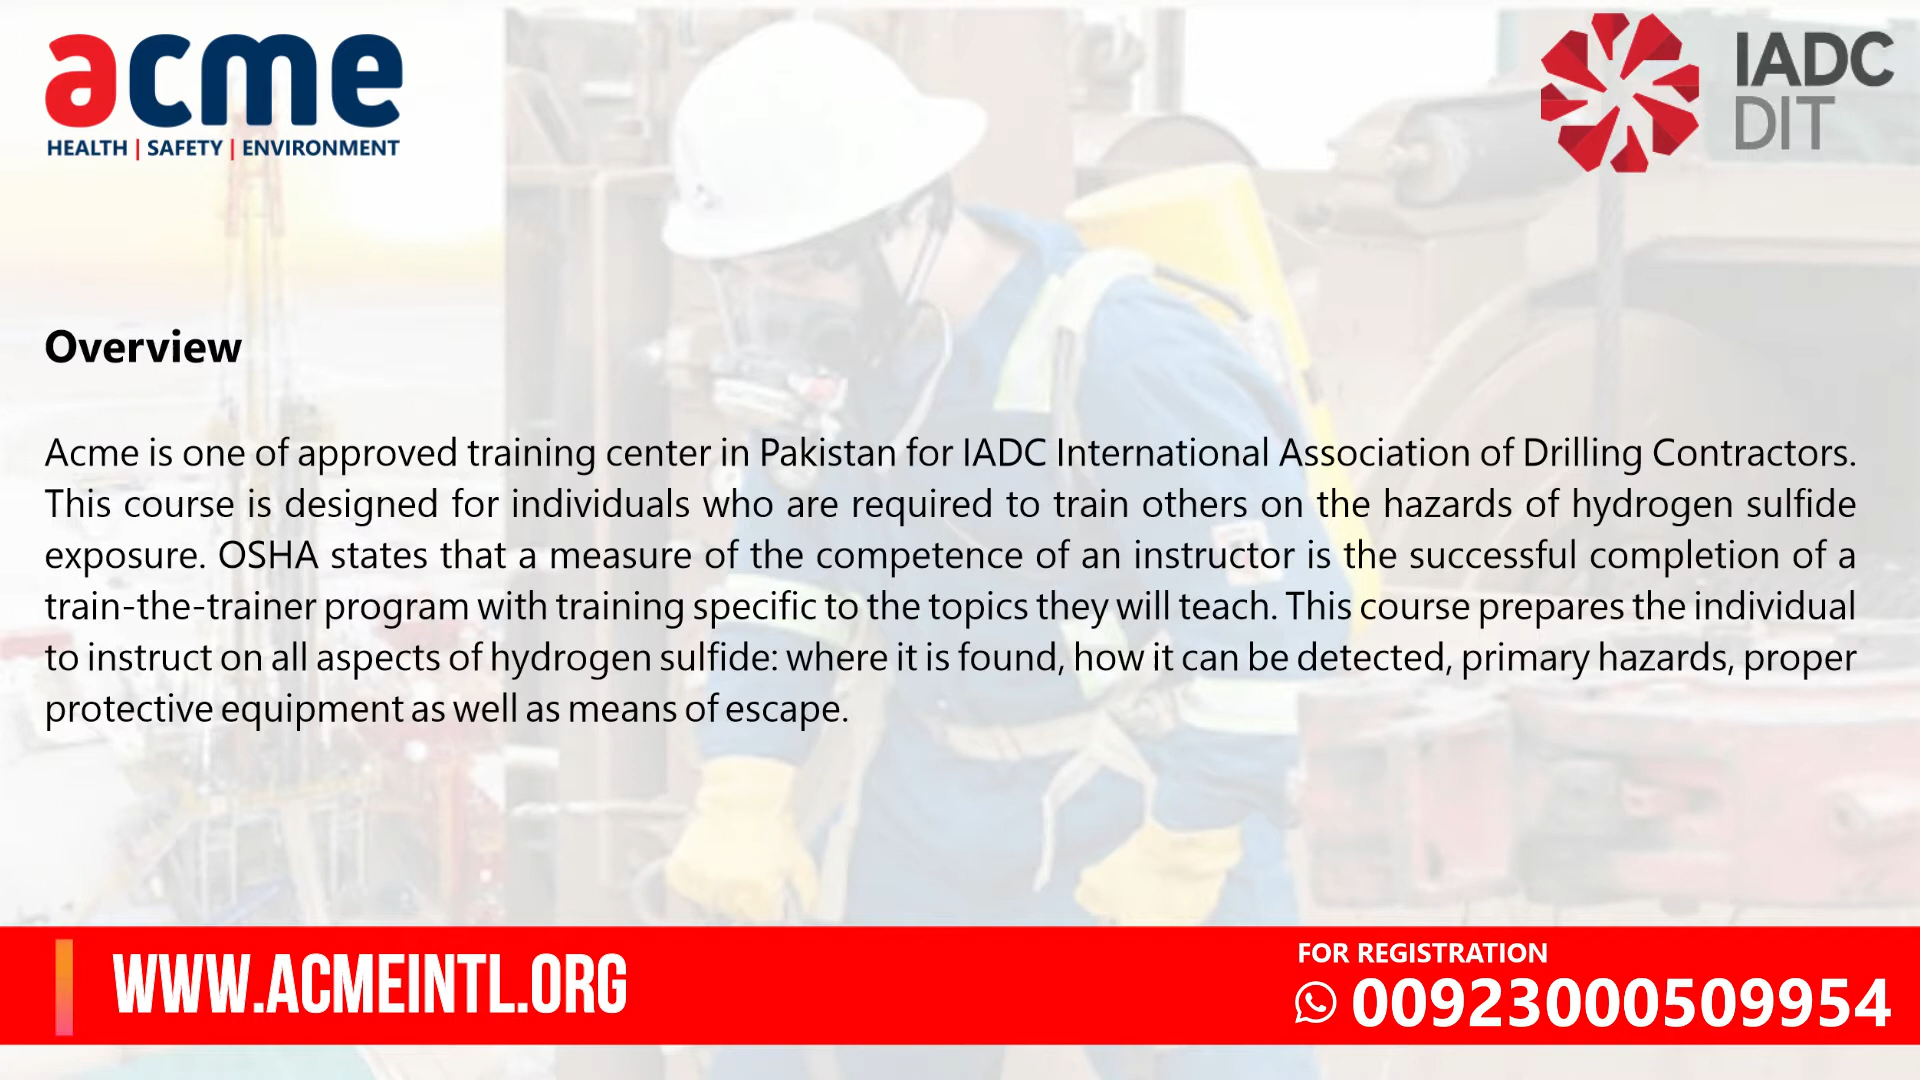 acme
HEALTH | SAFETY | ENVIRONMENT
IADC
DIT
Overview
Acme is one of approved training center in Pakistan for IADC International Association of Drilling Contractors.
This course is designed for individuals who are required to train others on the hazards of hydrogen sulfide
exposure. OSHA states that a measure of the competence of an instructor is the successful completion of a
train-the-trainer program with training specific to the topics they will teach. This course prepares the individual
to instruct on all aspects of hydrogen sulfide: where it is found, how it can be detected, primary hazards, proper
protective equipment as well as means of escape.
WWW.ACMEINTL.ORG
FOR REGISTRATION
00923000509954